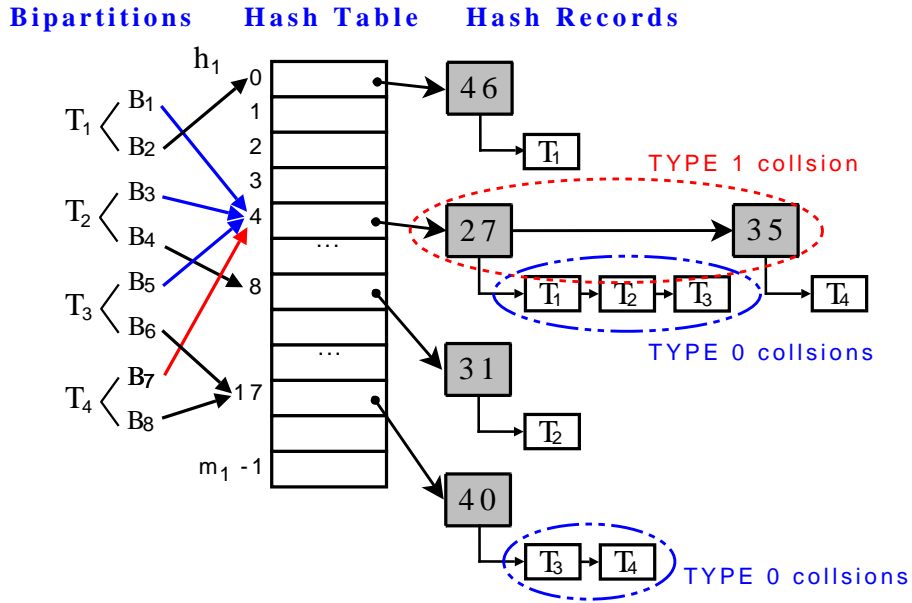 Bipartitions Hash Table Hash Records
h1
0
1
2
3
4
...
8
...
17
m1 -1
T1
B1
B2
T2
B3
B4
T3
B5
B6
T4
B7
B8
46
T1
TYPE 1 collsion
27
35
T1
T2
T3
T4
TYPE 0 collsions
31
T2
40
T3
T4
TYPE 0 collsions